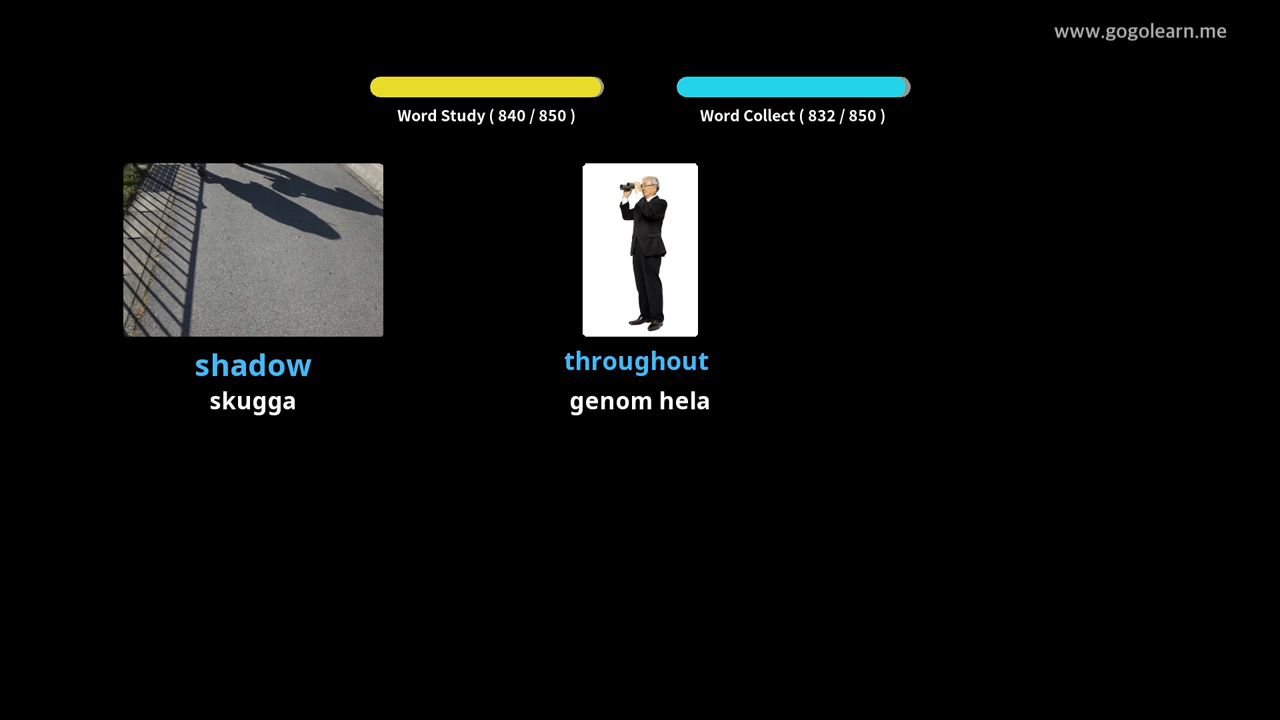 www.gogolearn.me
Word Study ( 840 / 850 )
Word Collect ( 832 / 850 )
shadow
skugga
throughout
genom hela